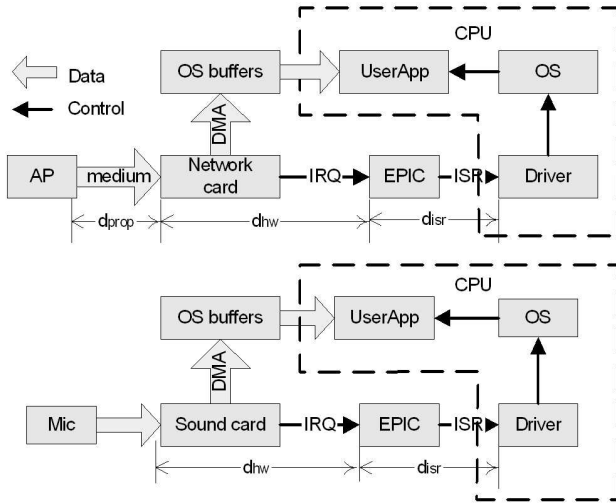 CPU
OS buffers
UserApp
OS
Data
Control
DMA
AP
medium
Network card
IRQ
EPIC
ISR
Driver
dprop
dhw
disr
CPU
OS buffers
UserApp
OS
DMA
Mic
Sound card
IRQ
EPIC
ISR
Driver
dhw
disr